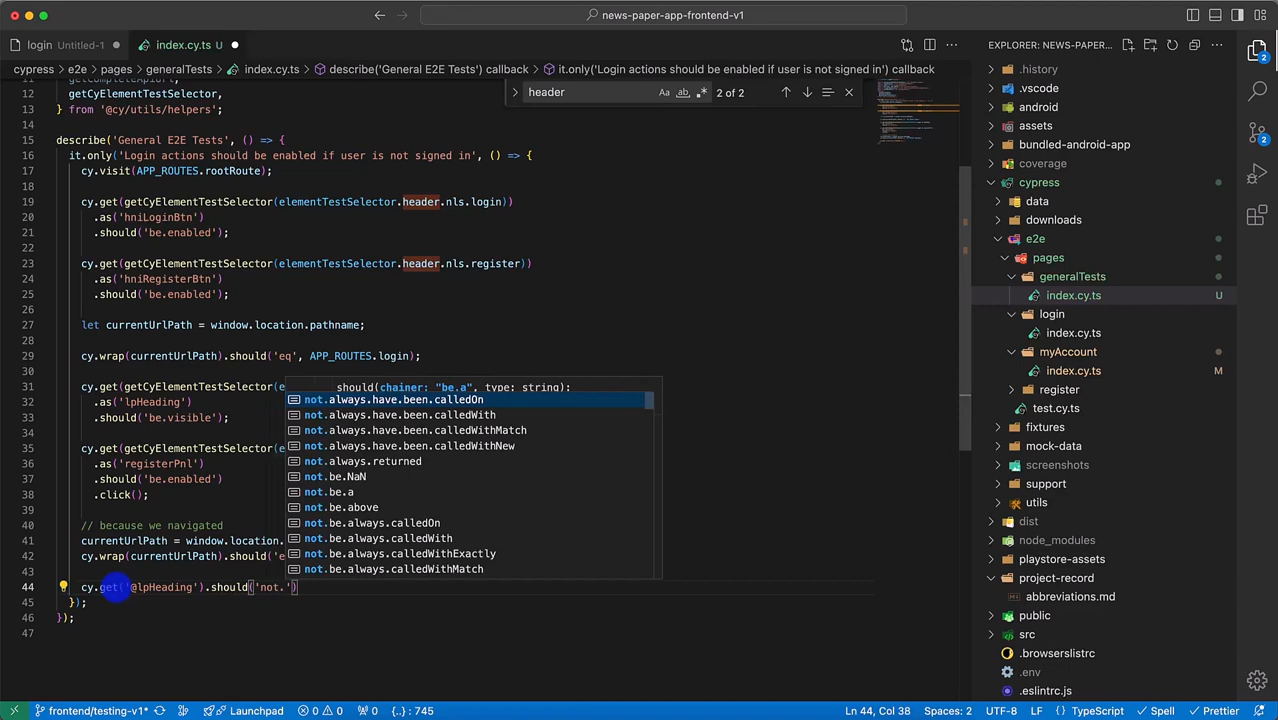 news-paper-app-frontend-v1
login Untitled-1
index.cy.ts U
EXPLORER: NEWS-PAPER...
cypress > e2e > pages > generalTests > index.cy.ts > describe('General E2E Tests') callback > it.only('Login actions should be enabled if user is not signed in') callback
header
Aa ab .* 2 of 2
12 getCyElementTestSelector,
13 } from '@cy/utils/helpers';
14
15 describe('General E2E Tests', () => {
16 it.only('Login actions should be enabled if user is not signed in', () => {
17 cy.visit(APP_ROUTES.rootRoute);
18
19 cy.get(getCyElementTestSelector(elementTestSelector.header.nls.login))
20 .as('hniLoginBtn')
21 .should('be.enabled');
22
23 cy.get(getCyElementTestSelector(elementTestSelector.header.nls.register))
24 .as('hniRegisterBtn')
25 .should('be.enabled');
26
27 let currentUrlPath = window.location.pathname;
28
29 cy.wrap(currentUrlPath).should('eq', APP_ROUTES.login);
30
31 cy.get(getCyElementTestSelector(e
32 .as('lpHeading')
33 .should('be.visible');
34
35 cy.get(getCyElementTestSelector(e
36 .as('registerPnl')
37 .should('be.enabled')
38 .click();
39
40 // because we navigated
41 currentUrlPath = window.location.
42 cy.wrap(currentUrlPath).should('e
43
44 cy.get('@lpHeading').should('not.')
45 });
46 });
47
should(chainer: "be.a", type: string):
not.always.have.been.calledOn
not.always.have.been.calledWith
not.always.have.been.calledWithMatch
not.always.have.been.calledWithNew
not.always.returned
not.be.NaN
not.be.a
not.be.above
not.be.always.calledOn
not.be.always.calledWith
not.be.always.calledWithExactly
not.be.always.calledWithMatch
.history
.vscode
android
assets
bundled-android-app
coverage
cypress
data
downloads
e2e
pages
generalTests
index.cy.ts U
login
index.cy.ts
myAccount
index.cy.ts M
register
test.cy.ts
fixtures
mock-data
screenshots
support
utils
dist
node_modules
playstore-assets
project-record
abbreviations.md
public
src
.browserslistrc
.env
.eslintrc.js
2
2
frontend/testing-v1* Launchpad 0 0 0 {..} : 745 Ln 44, Col 38 Spaces: 2 UTF-8 LF {} TypeScript Spell Prettier